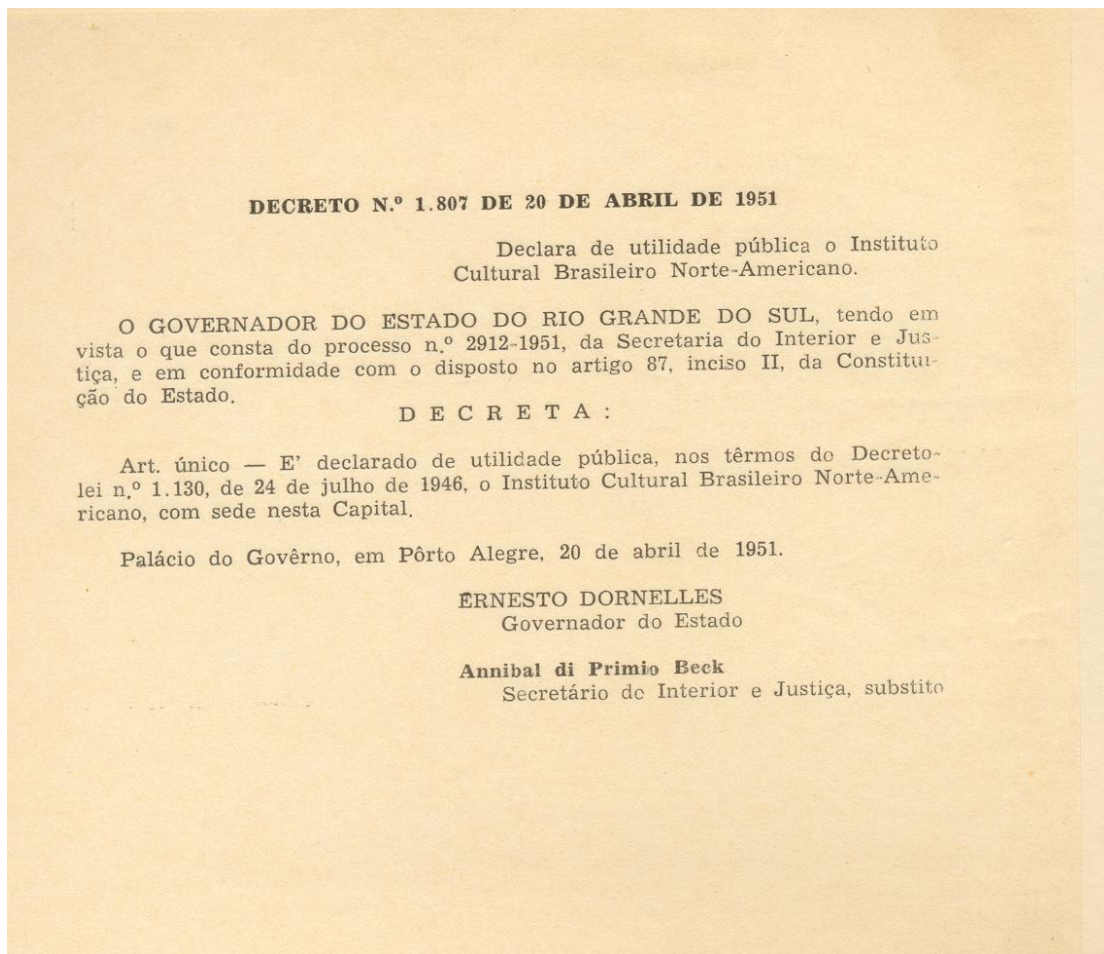 DECRETO N.º 1.807 DE 20 DE ABRIL DE 1951
Declara de utilidade pública o Instituto
Cultural Brasileiro Norte-Americano.
O GOVERNADOR DO ESTADO DO RIO GRANDE DO SUL, tendo em
vista o que consta do processo n.º 2912-1951, da Secretaria do Interior e Jus-
tiça, e em conformidade com o disposto no artigo 87, inciso II, da Constitui-
ção do Estado.
D E C R E T A :
Art. único — E' declarado de utilidade pública, nos têrmos do Decreto-
lei n.º 1.130, de 24 de julho de 1946, o Instituto Cultural Brasileiro Norte-Ame-
ricano, com sede nesta Capital.
Palácio do Govêrno, em Pôrto Alegre, 20 de abril de 1951.
ERNESTO DORNELLES
Governador do Estado
Annibal di Primio Beck
Secretário do Interior e Justiça, substito